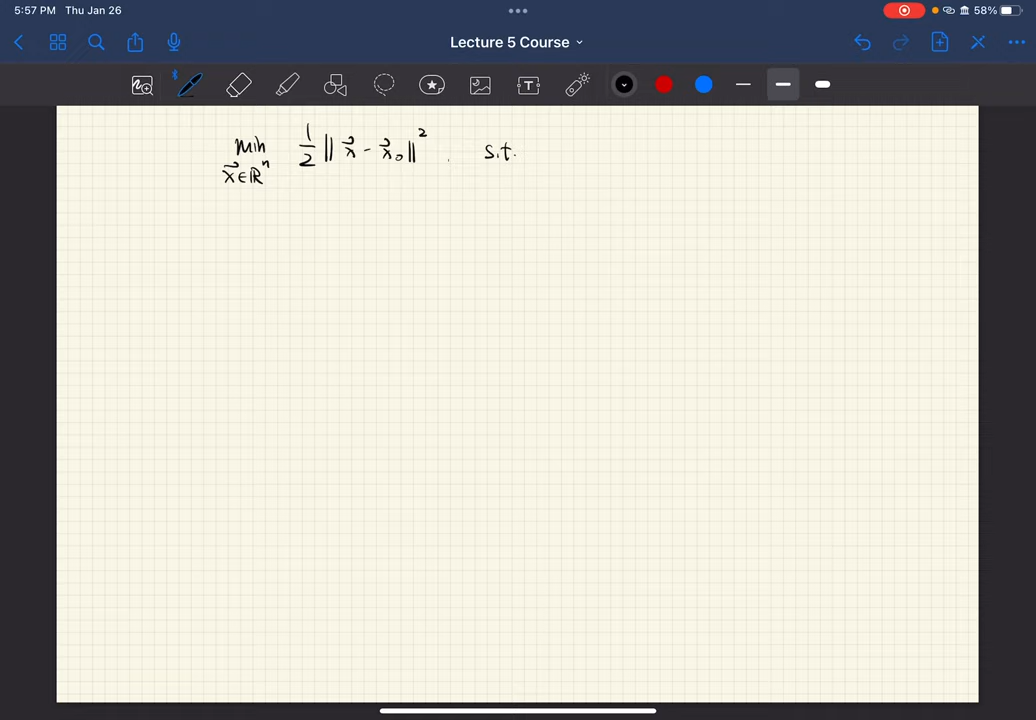 5:57 PM Thu Jan 26
58%
Lecture 5 Course
T
min 1/2 ||x⃗ - x⃗₀||² . s.t.
x⃗∈ℝⁿ